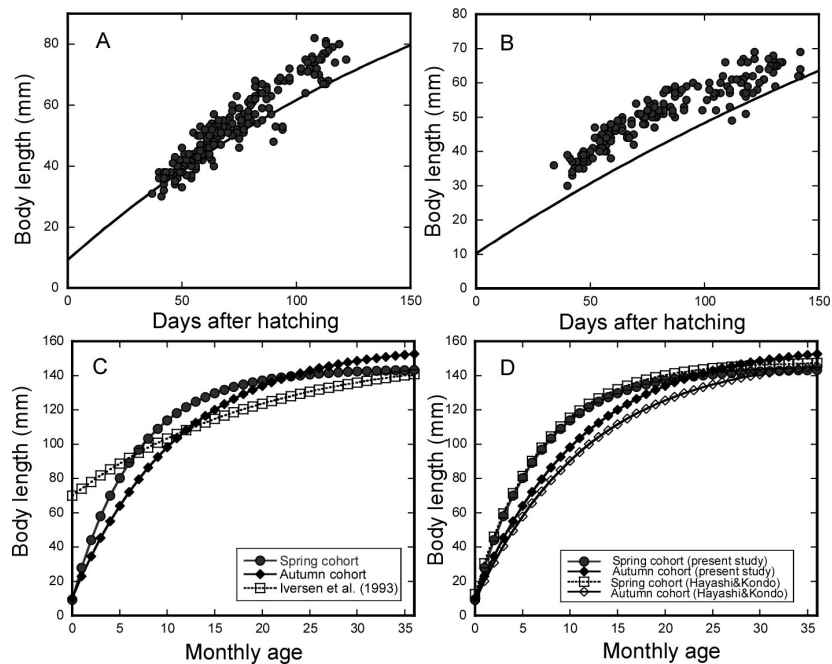 A
Body length (mm)
80
60
40
20
0
0
50
100
150
Days after hatching
B
Body length (mm)
80
70
60
50
40
30
20
10
0
0
50
100
150
Days after hatching
C
Body length (mm)
160
140
120
100
80
60
40
20
0
0
5
10
15
20
25
30
35
Monthly age
Spring cohort
Autumn cohort
Iversen et al. (1993)
D
Body length (mm)
160
140
120
100
80
60
40
20
0
0
5
10
15
20
25
30
35
Monthly age
Spring cohort (present study)
Autumn cohort (present study)
Spring cohort (Hayashi&Kondo)
Autumn cohort (Hayashi&Kondo)